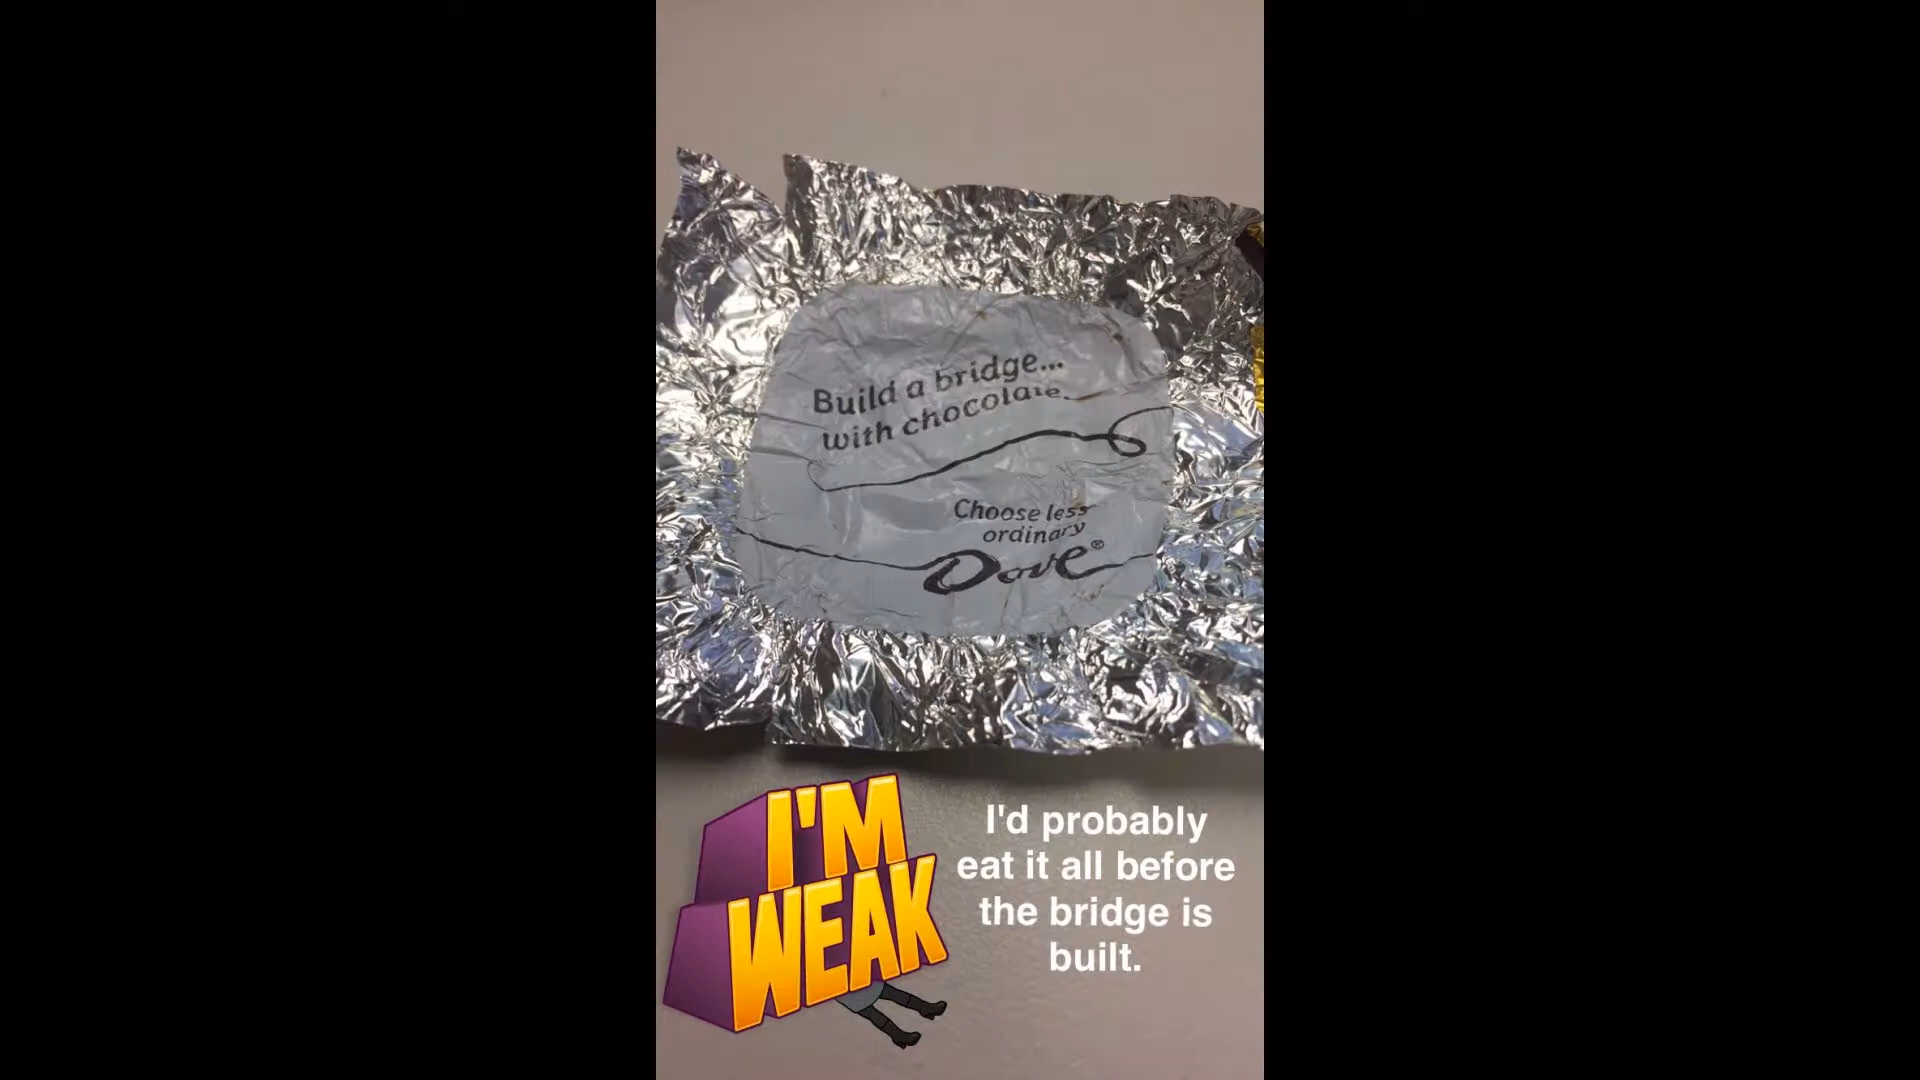 Build a bridge...
with chocolate.
Choose less
ordinary
Dove®
I'M
WEAK
I'd probably
eat it all before
the bridge is
built.